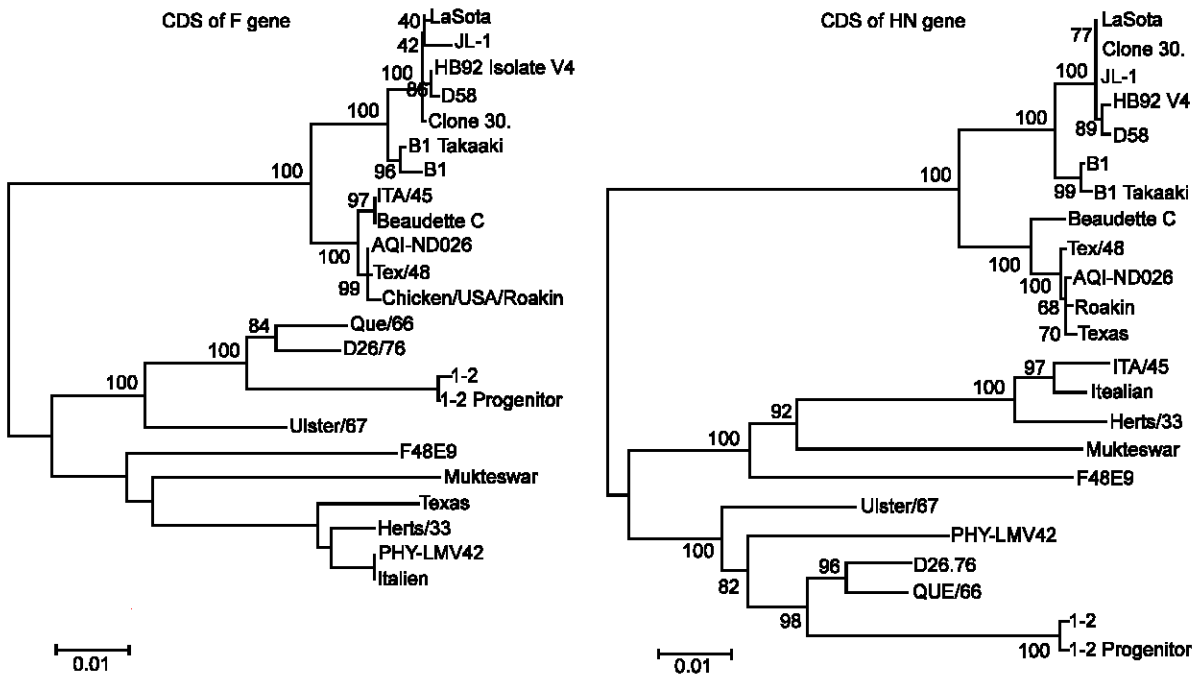 CDS of F gene
40
LaSota
42
JL-1
100
HB92 Isolate V4
86
D58
Clone 30.
100
B1 Takaaki
96
B1
100
97
ITA/45
Beaudette C
100
AQI-ND026
Tex/48
99
Chicken/USA/Roakin
84
Que/66
D26/76
100
1-2
1-2 Progenitor
100
Ulster/67
F48E9
Mukteswar
Texas
Herts/33
PHY-LMV42
Italien
0.01
CDS of HN gene
LaSota
77
Clone 30.
100
JL-1
HB92 V4
89
D58
100
B1
99
B1 Takaaki
100
Beaudette C
100
Tex/48
100
AQI-ND026
68
Roakin
70
Texas
97
ITA/45
100
Itealian
92
Herts/33
100
Mukteswar
F48E9
Ulster/67
100
PHY-LMV42
96
D26.76
82
QUE/66
98
1-2
100
1-2 Progenitor
0.01